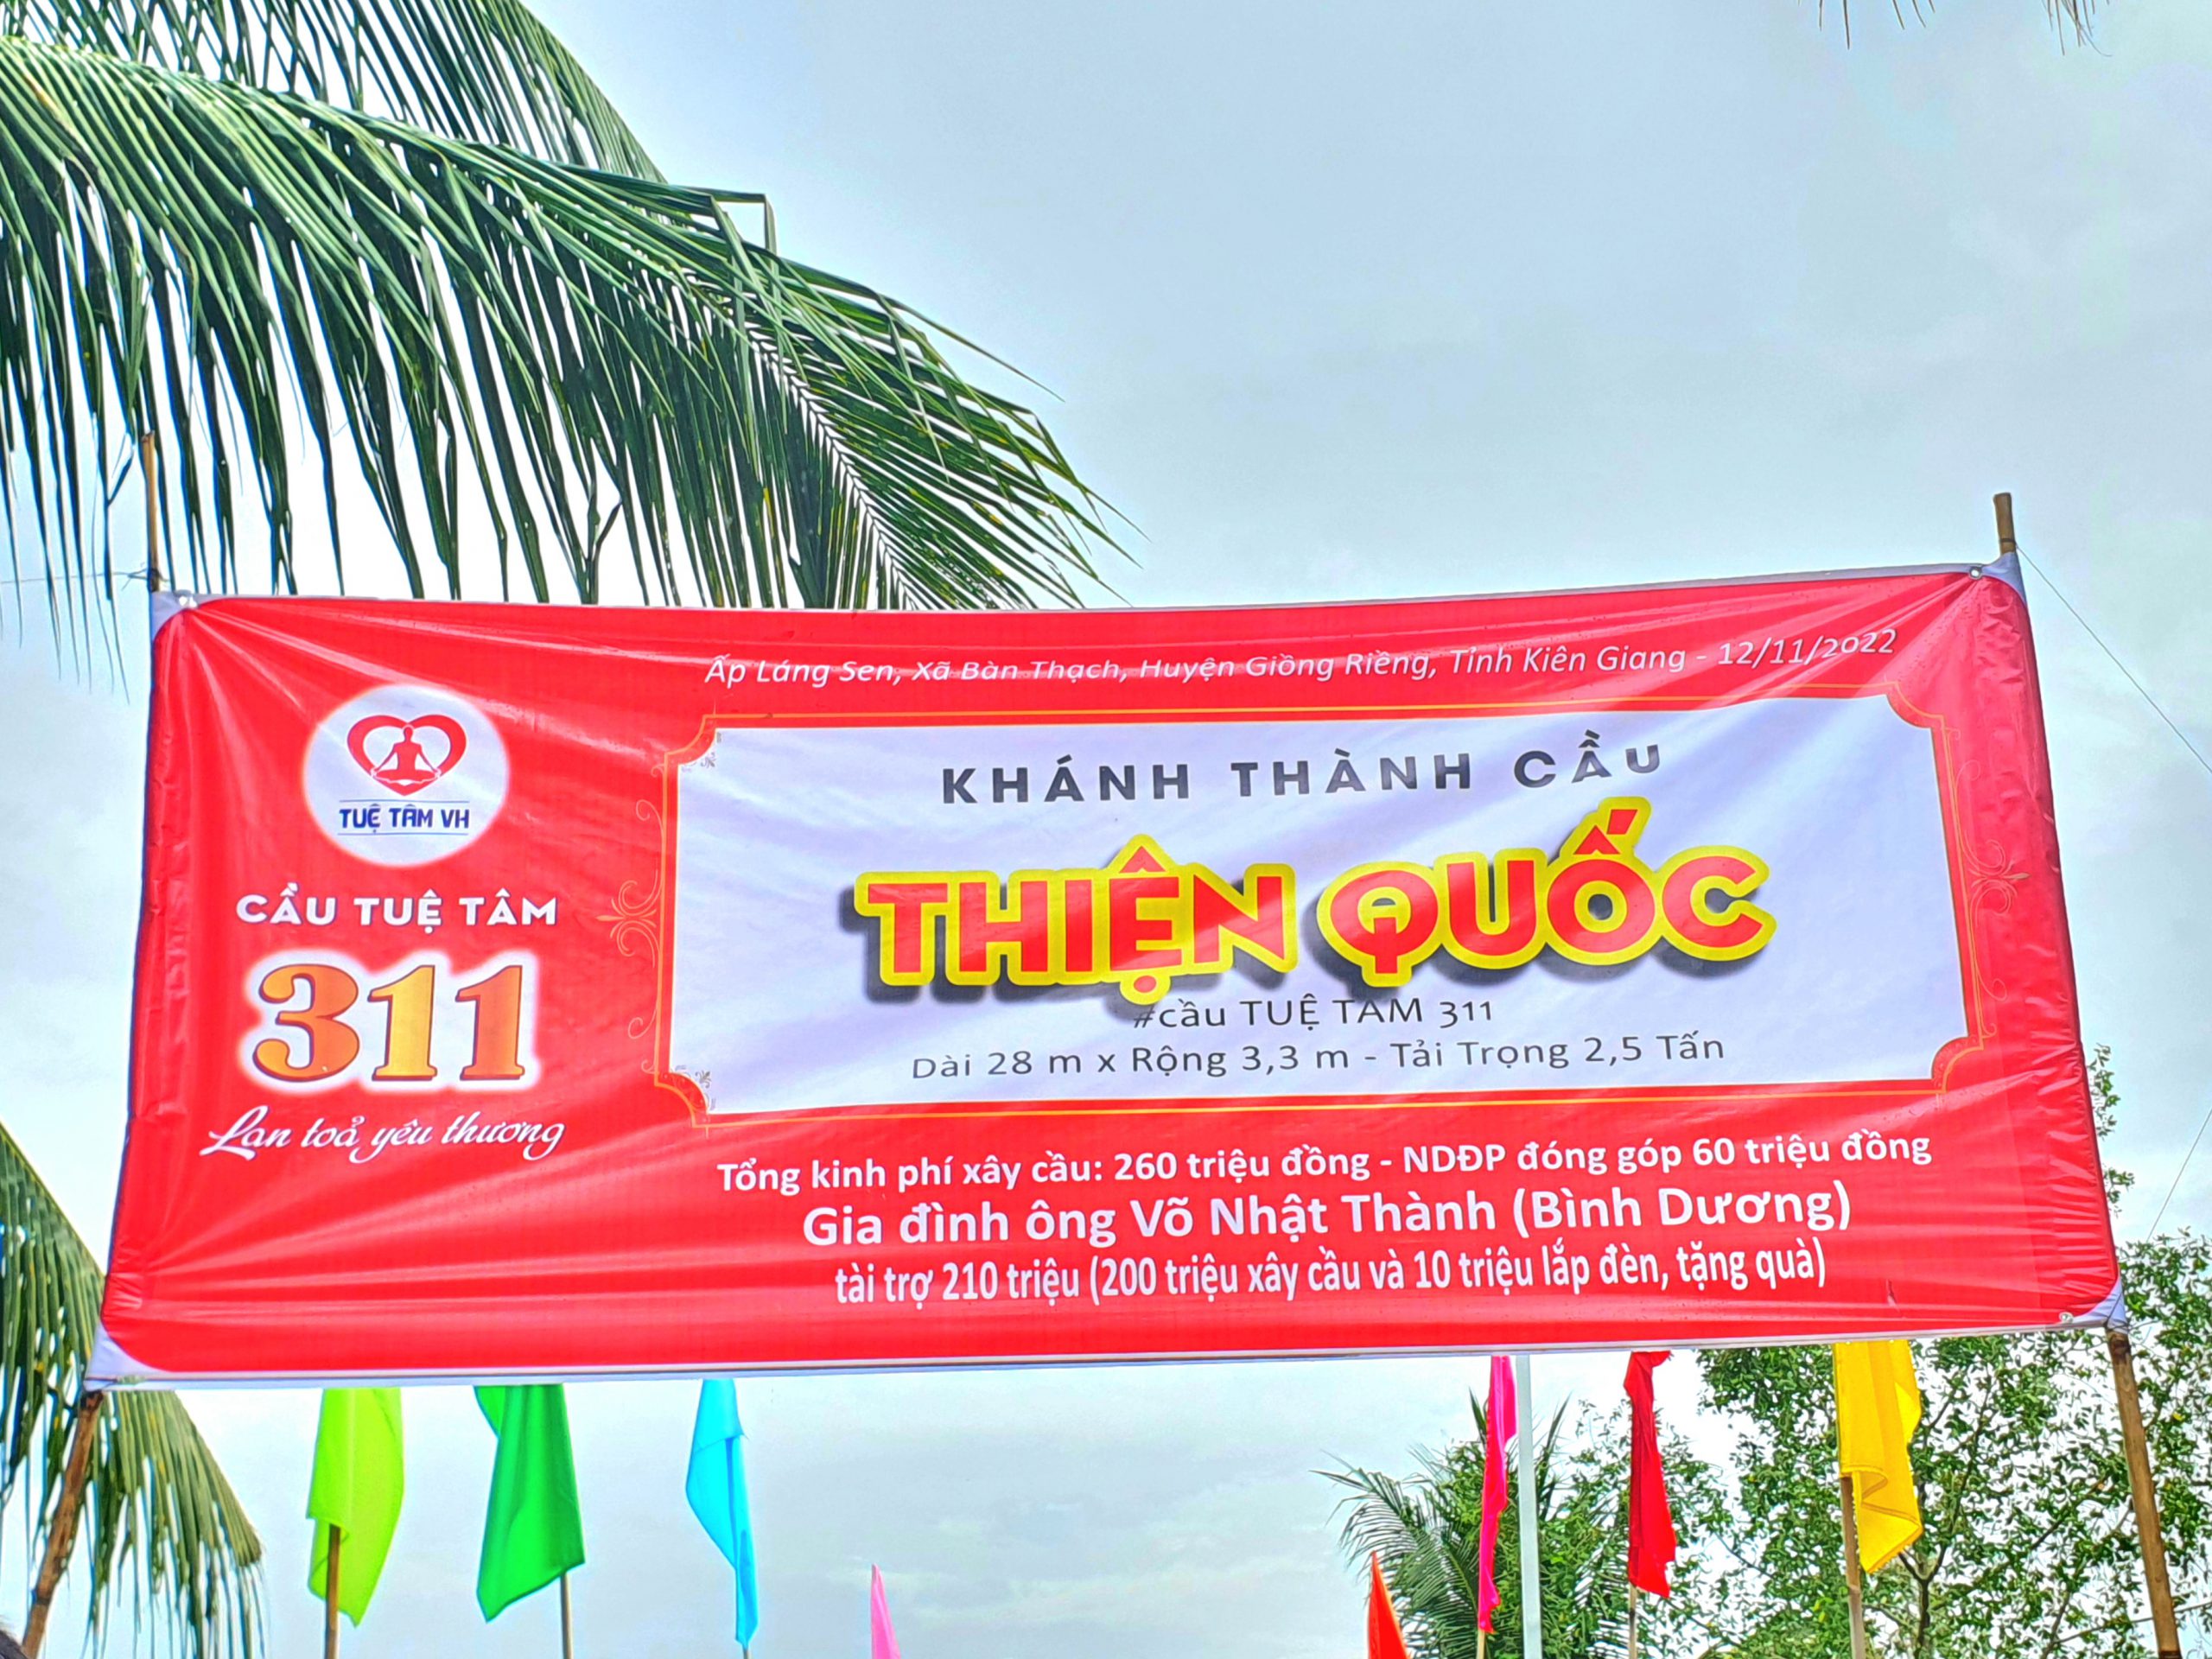 Ấp Láng Sen, Xã Bàn Thạch, Huyện Giồng Riềng, Tỉnh Kiên Giang - 12/11/2022
TUỆ TÂM VH
CẦU TUỆ TÂM
311
Lan toả yêu thương
KHÁNH THÀNH CẦU
THIỆN QUỐC
#cầu TUỆ TÂM 311
Dài 28 m x Rộng 3,3 m - Tải Trọng 2,5 Tấn
Tổng kinh phí xây cầu: 260 triệu đồng - NDĐP đóng góp 60 triệu đồng
Gia đình ông Võ Nhật Thành (Bình Dương)
tài trợ 210 triệu (200 triệu xây cầu và 10 triệu lắp đèn, tặng quà)